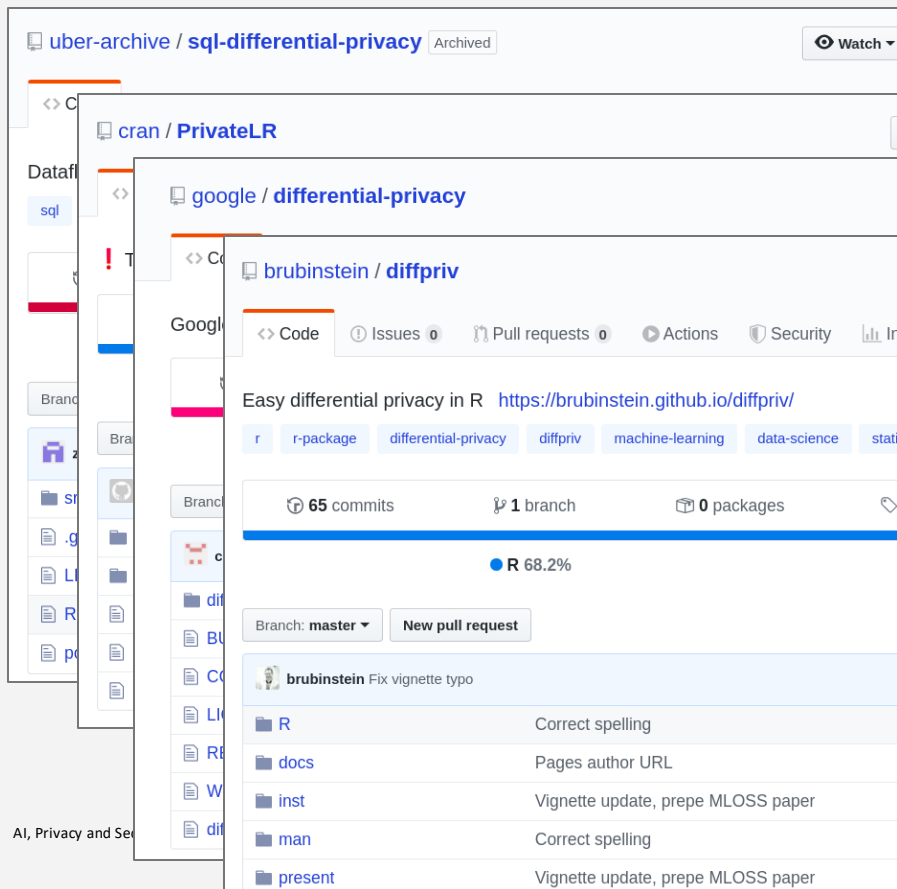 uber-archive / sql-differential-privacy Archived
Watch
cran / PrivateLR
google / differential-privacy
sql
brubinstein / diffpriv
Code Issues 0 Pull requests 0 Actions Security
Easy differential privacy in R https://brubinstein.github.io/diffpriv/
r r-package differential-privacy diffpriv machine-learning data-science
65 commits 1 branch 0 packages
R 68.2%
Branch: master New pull request
brubinstein Fix vignette typo
R Correct spelling
docs Pages author URL
inst Vignette update, prepe MLOSS paper
man Correct spelling
present Vignette update, prepe MLOSS paper
AI, Privacy and